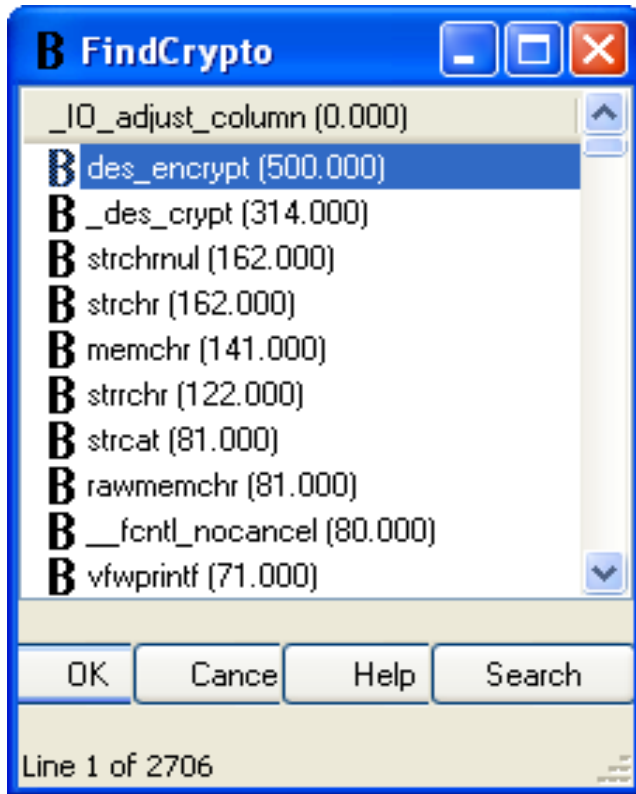 B FindCrypto
_IO_adjust_column (0.000)
B des_encrypt (500.000)
B _des_crypt (314.000)
B strchrnul (162.000)
B strchr (162.000)
B memchr (141.000)
B strrchr (122.000)
B strcat (81.000)
B rawmemchr (81.000)
B __fcntl_nocancel (80.000)
B vfwprintf (71.000)
OK Cance Help Search
Line 1 of 2706